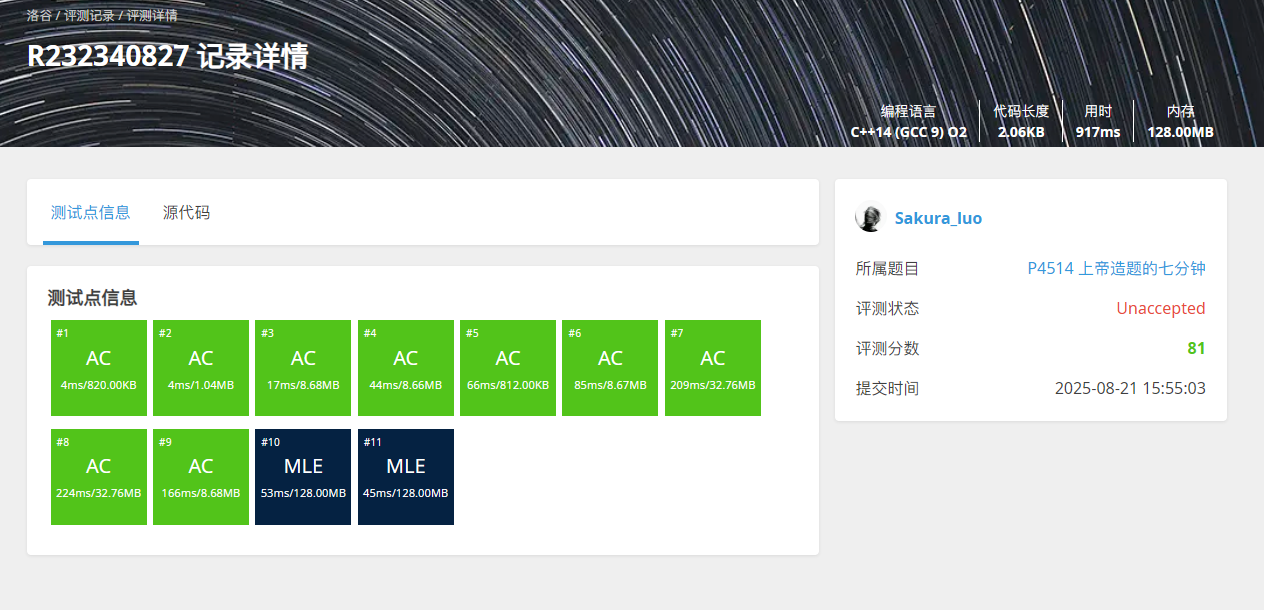 洛谷 / 评测记录 / 评测详情
R232340827 记录详情
编程语言 代码长度 用时 内存
C++14 (GCC 9) O2 2.06KB 917ms 128.00MB
测试点信息 源代码
Sakura_luo
所属题目 P4514 上帝造题的七分钟
评测状态 Unaccepted
评测分数 81
提交时间 2025-08-21 15:55:03
测试点信息
#1 #2 #3 #4 #5 #6 #7
AC AC AC AC AC AC AC
4ms/820.00KB 4ms/1.04MB 17ms/8.68MB 44ms/8.66MB 66ms/812.00KB 85ms/8.67MB 209ms/32.76MB
#8 #9 #10 #11
AC AC MLE MLE
224ms/32.76MB 166ms/8.68MB 53ms/128.00MB 45ms/128.00MB